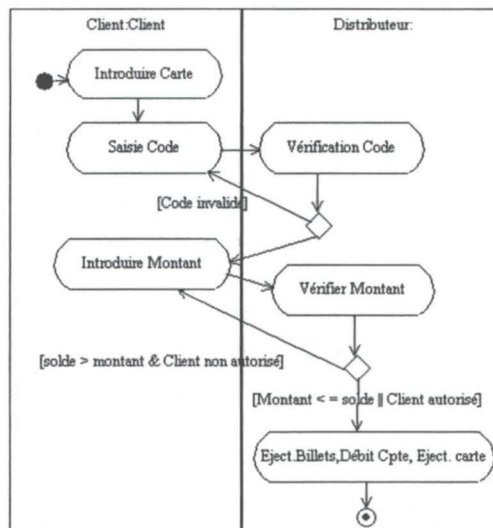 Client:Client
Distributeur:
Introduire Carte
Saisie Code
Vérification Code
[Code invalide]
Introduire Montant
Vérifier Montant
[solde > montant & Client non autorisé]
[Montant < = solde || Client autorisé]
Eject.Billets,Débit Cpte, Eject. carte